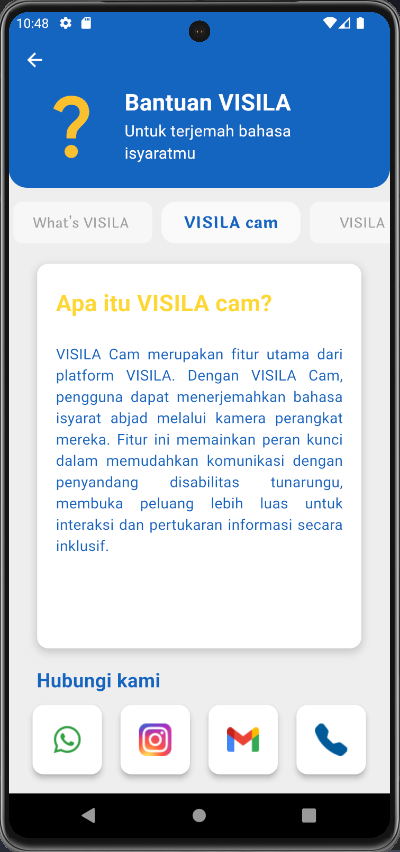 10:48
Bantuan VISILA
Untuk terjemah bahasa
isyaratmu
What's VISILA
VISILA cam
VISILA
Apa itu VISILA cam?
VISILA Cam merupakan fitur utama dari
platform VISILA. Dengan VISILA Cam,
pengguna dapat menerjemahkan bahasa
isyarat abjad melalui kamera perangkat
mereka. Fitur ini memainkan peran kunci
dalam memudahkan komunikasi dengan
penyandang disabilitas tunarungu,
membuka peluang lebih luas untuk
interaksi dan pertukaran informasi secara
inklusif.
Hubungi kami